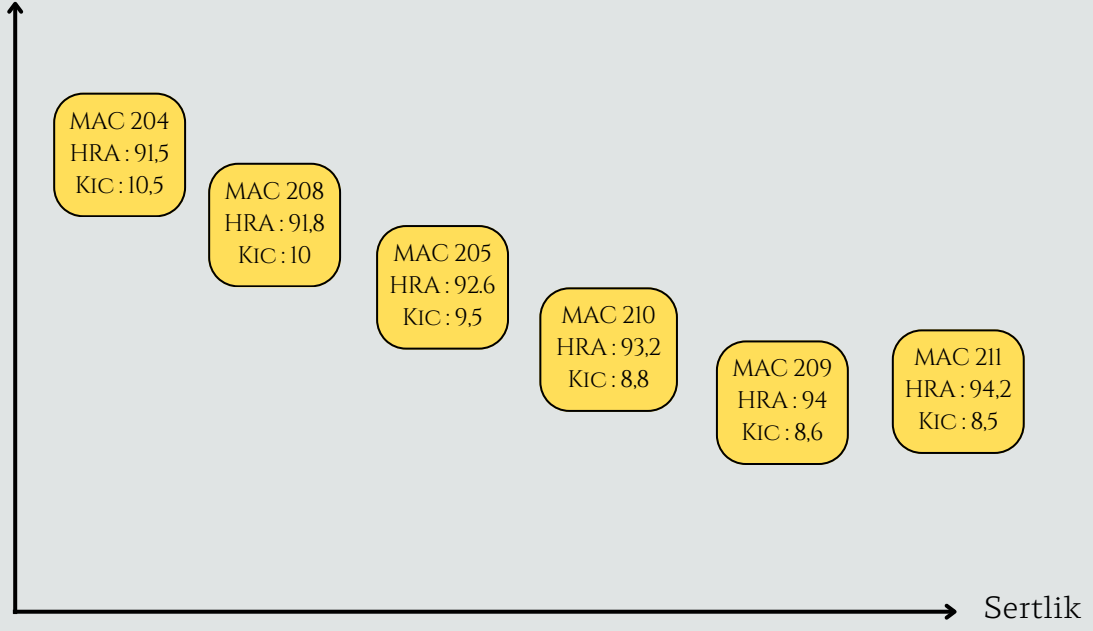 MAC 204
HRA : 91,5
KIC : 10,5
MAC 208
HRA : 91,8
KIC : 10
MAC 205
HRA : 92.6
KIC : 9,5
MAC 210
HRA : 93,2
KIC : 8,8
MAC 209
HRA : 94
KIC : 8,6
MAC 211
HRA : 94,2
KIC : 8,5
Sertlik